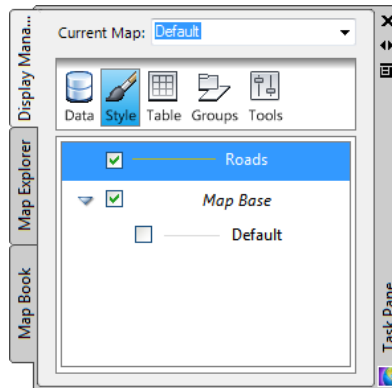 Display Mana...
Map Explorer
Map Book
Current Map: Default
Data Style Table Groups Tools
Roads
Map Base
Default
Task Pane